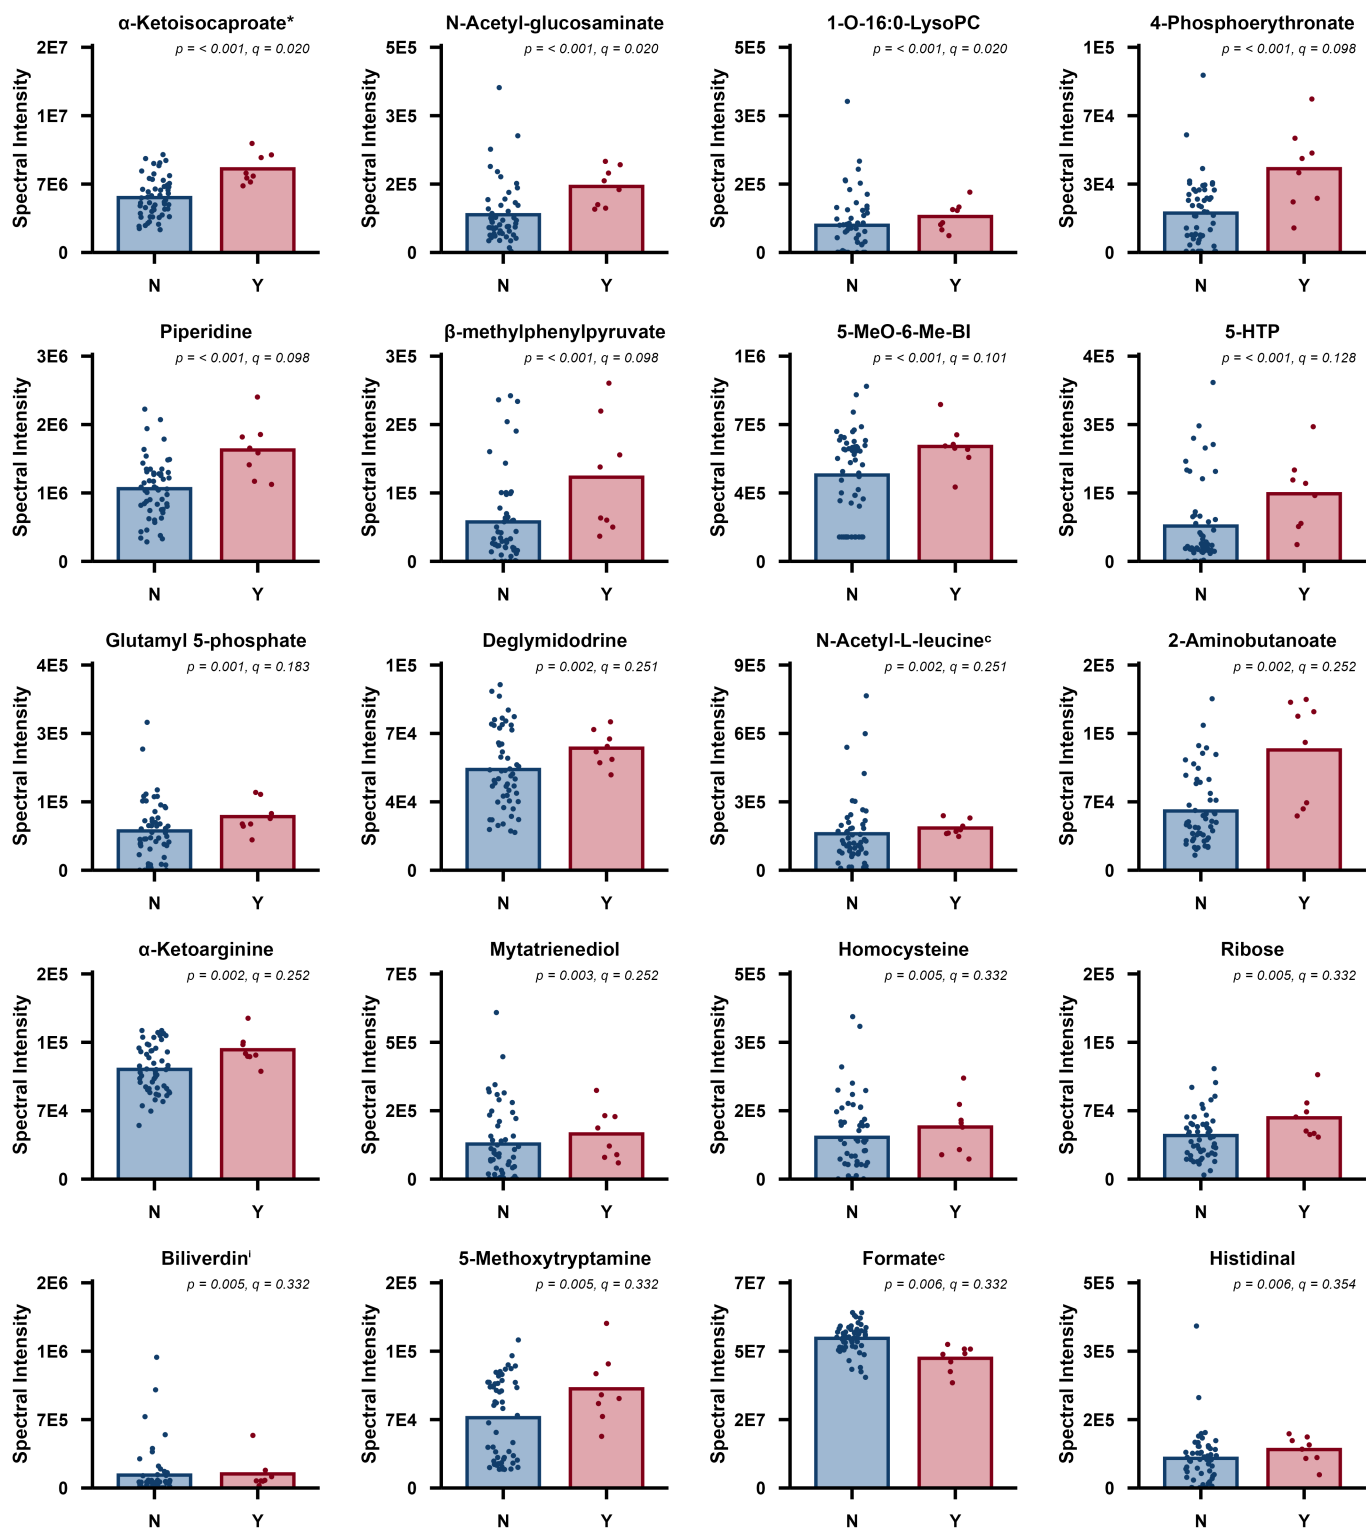 α-Ketoisocaproate*
p = < 0.001, q = 0.020
Spectral Intensity
2E7
1E7
7E6
0
N Y
N-Acetyl-glucosaminate
p = < 0.001, q = 0.020
Spectral Intensity
5E5
3E5
2E5
0
N Y
1-O-16:0-LysoPC
p = < 0.001, q = 0.020
Spectral Intensity
5E5
3E5
2E5
0
N Y
4-Phosphoerythronate
p = < 0.001, q = 0.098
Spectral Intensity
1E5
7E4
3E4
0
N Y
Piperidine
p = < 0.001, q = 0.098
Spectral Intensity
3E6
2E6
1E6
0
N Y
β-methylphenylpyruvate
p = < 0.001, q = 0.098
Spectral Intensity
3E5
2E5
1E5
0
N Y
5-MeO-6-Me-BI
p = < 0.001, q = 0.101
Spectral Intensity
1E6
7E5
4E5
0
N Y
5-HTP
p = < 0.001, q = 0.128
Spectral Intensity
4E5
3E5
1E5
0
N Y
Glutamyl 5-phosphate
p = 0.001, q = 0.183
Spectral Intensity
4E5
3E5
1E5
0
N Y
Deglymidodrine
p = 0.002, q = 0.251
Spectral Intensity
1E5
7E4
4E4
0
N Y
N-Acetyl-L-leucineᶜ
p = 0.002, q = 0.251
Spectral Intensity
9E5
6E5
3E5
0
N Y
2-Aminobutanoate
p = 0.002, q = 0.252
Spectral Intensity
2E5
1E5
7E4
0
N Y
α-Ketoarginine
p = 0.002, q = 0.252
Spectral Intensity
2E5
1E5
7E4
0
N Y
Mytatrienediol
p = 0.003, q = 0.252
Spectral Intensity
7E5
5E5
2E5
0
N Y
Homocysteine
p = 0.005, q = 0.332
Spectral Intensity
5E5
3E5
2E5
0
N Y
Ribose
p = 0.005, q = 0.332
Spectral Intensity
2E5
1E5
7E4
0
N Y
Biliverdinⁱ
p = 0.005, q = 0.332
Spectral Intensity
2E6
1E6
7E5
0
N Y
5-Methoxytryptamine
p = 0.005, q = 0.332
Spectral Intensity
2E5
1E5
7E4
0
N Y
Formateᶜ
p = 0.006, q = 0.332
Spectral Intensity
7E7
5E7
2E7
0
N Y
Histidinal
p = 0.006, q = 0.354
Spectral Intensity
5E5
3E5
2E5
0
N Y